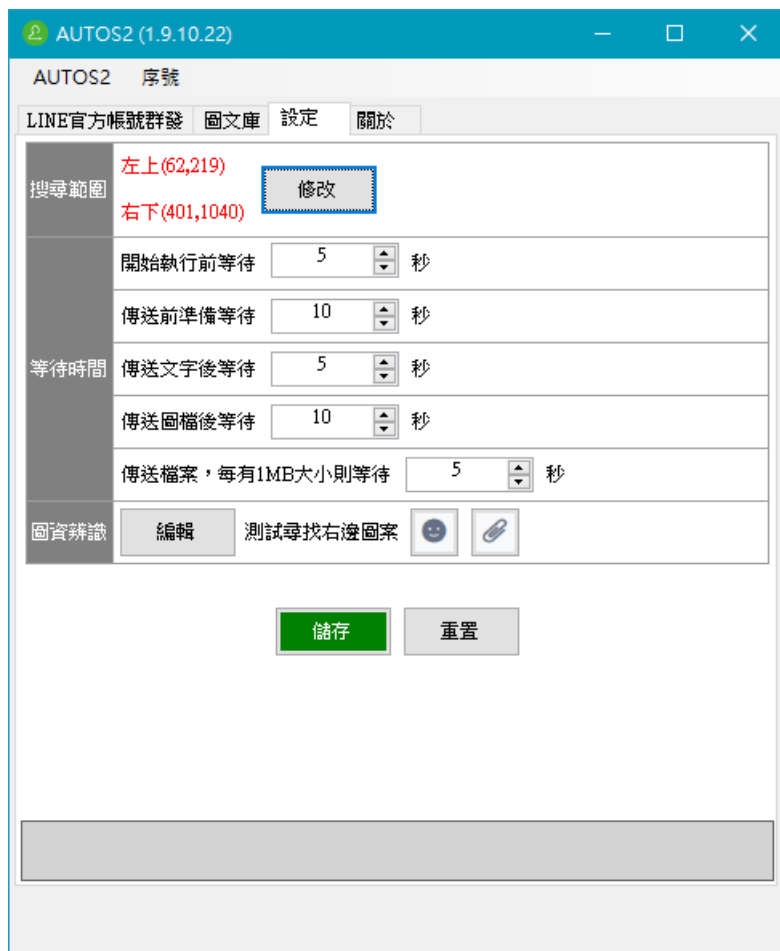 AUTOS2 (1.9.10.22)
AUTOS2 序號
LINE官方帳號群發 圖文庫 設定 關於
搜尋範圍 左上(62,219) 修改
右下(401,1040)
等待時間
開始執行前等待 5 秒
傳送前準備等待 10 秒
傳送文字後等待 5 秒
傳送圖檔後等待 10 秒
傳送檔案，每有1MB大小則等待 5 秒
圖資辨識 編輯 測試尋找右邊圖案
儲存 重置